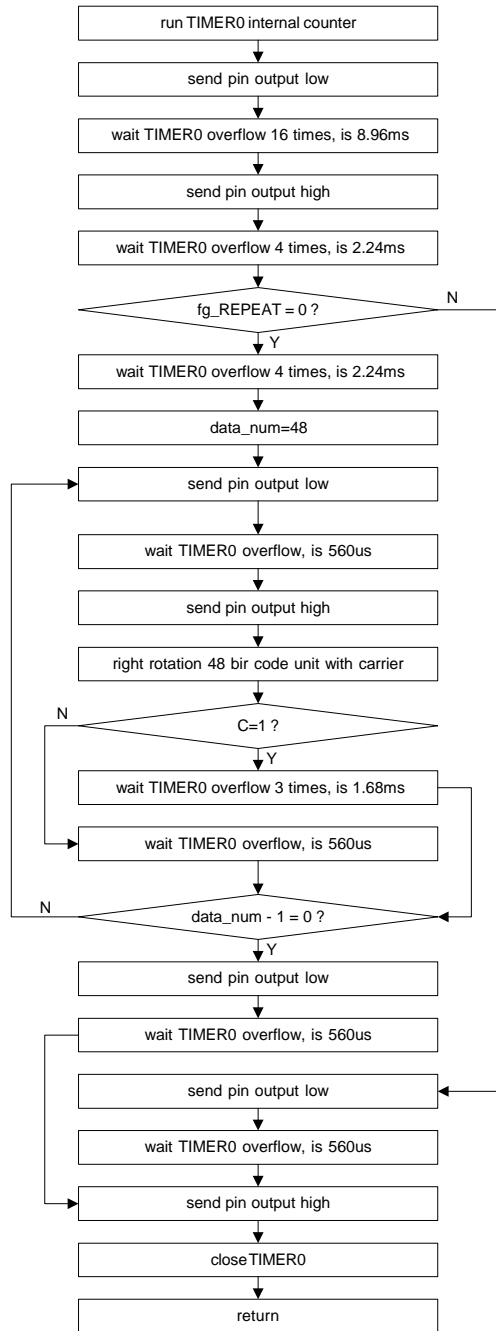 run TIMER0 internal counter
send pin output low
wait TIMER0 overflow 16 times, is 8.96ms
send pin output high
wait TIMER0 overflow 4 times, is 2.24ms
fg_REPEAT = 0 ?
N
Y
wait TIMER0 overflow 4 times, is 2.24ms
data_num=48
send pin output low
wait TIMER0 overflow, is 560us
send pin output high
right rotation 48 bir code unit with carrier
N
C=1 ?
Y
wait TIMER0 overflow 3 times, is 1.68ms
wait TIMER0 overflow, is 560us
N
data_num - 1 = 0 ?
Y
send pin output low
wait TIMER0 overflow, is 560us
send pin output low
wait TIMER0 overflow, is 560us
send pin output high
close TIMER0
return